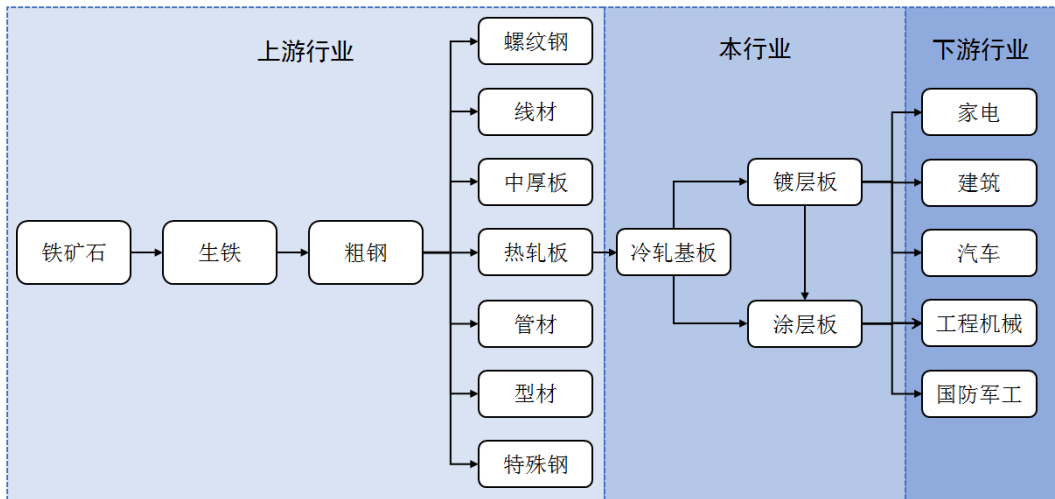 上游行业
本行业
下游行业
铁矿石
生铁
粗钢
螺纹钢
线材
中厚板
热轧板
管材
型材
特殊钢
冷轧基板
镀层板
涂层板
家电
建筑
汽车
工程机械
国防军工